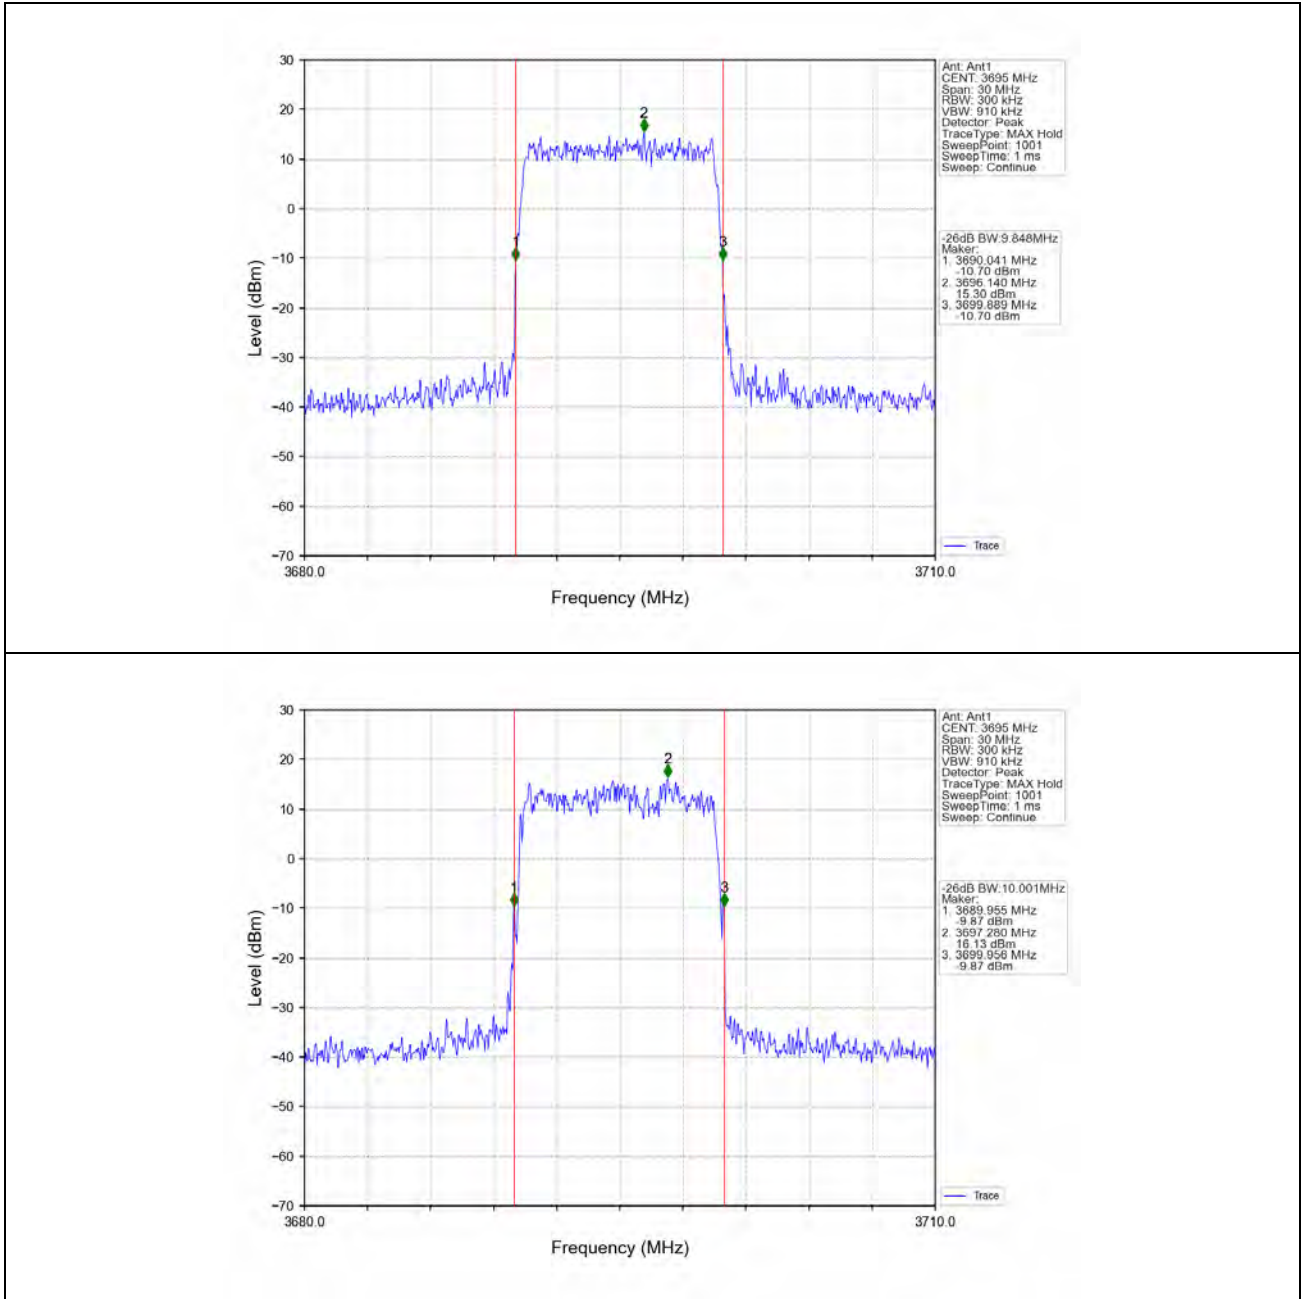 30
20
10
0
−10
−20
−30
−40
−50
−60
−70
Level (dBm)
3680.0
3710.0
Frequency (MHz)
1
2
3
Ant: Ant1
CENT: 3695 MHz
Span: 30 MHz
RBW: 300 kHz
VBW: 910 kHz
Detector: Peak
TraceType: MAX Hold
SweepPoint: 1001
SweepTime: 1 ms
Sweep: Continue
-26dB BW:9.848MHz
Maker:
1. 3690.041 MHz
-10.70 dBm
2. 3696.140 MHz
15.30 dBm
3. 3699.889 MHz
-10.70 dBm
Trace
30
20
10
0
−10
−20
−30
−40
−50
−60
−70
Level (dBm)
3680.0
3710.0
Frequency (MHz)
1
2
3
Ant: Ant1
CENT: 3695 MHz
Span: 30 MHz
RBW: 300 kHz
VBW: 910 kHz
Detector: Peak
TraceType: MAX Hold
SweepPoint: 1001
SweepTime: 1 ms
Sweep: Continue
-26dB BW:10.001MHz
Maker:
1. 3689.955 MHz
-9.87 dBm
2. 3697.280 MHz
16.13 dBm
3. 3699.956 MHz
-9.87 dBm
Trace